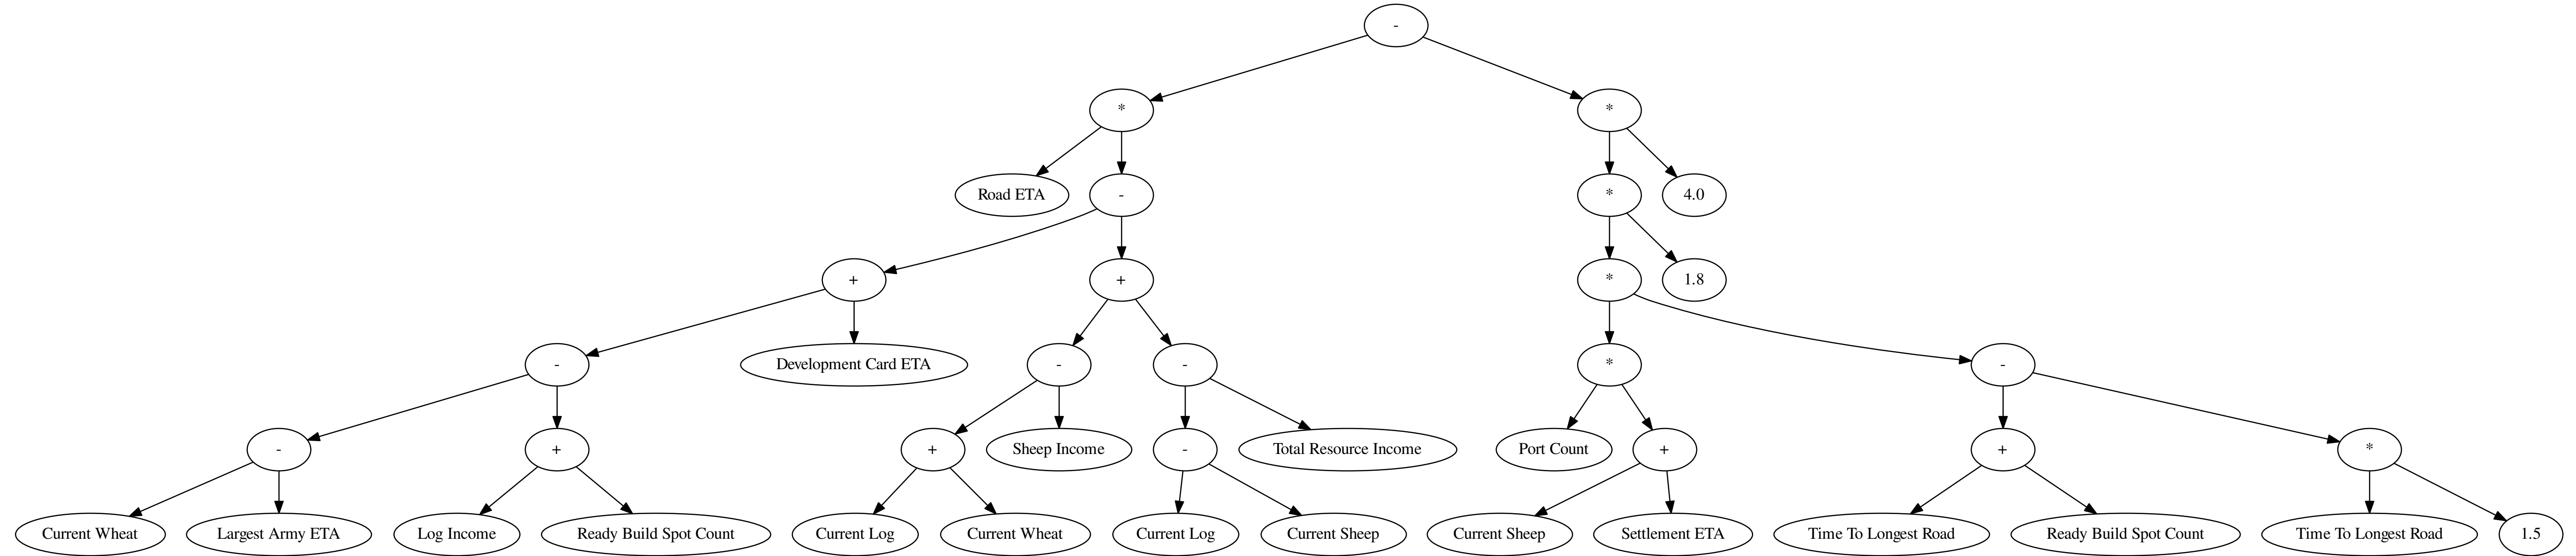 -
* *
Road ETA - * 4.0
+ + * 1.8
- Development Card ETA - - * -
- + + Sheep Income - Total Resource Income Port Count + + *
Current Wheat Largest Army ETA Log Income Ready Build Spot Count Current Log Current Wheat Current Log Current Sheep Current Sheep Settlement ETA Time To Longest Road Ready Build Spot Count Time To Longest Road 1.5